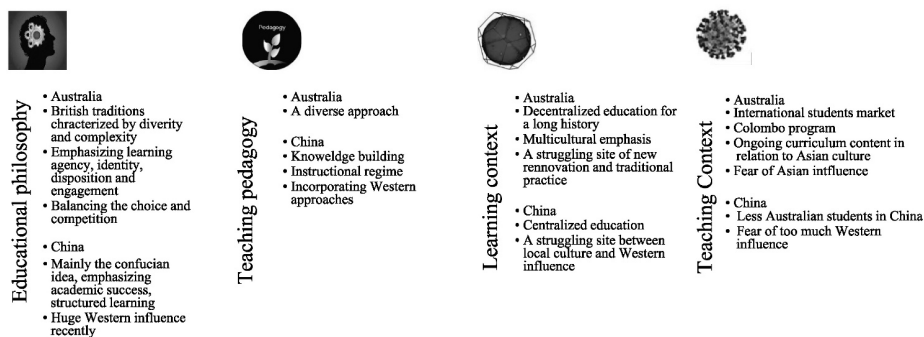 Educational philosophy
• Australia
• British traditions
chracterized by diverity
and complexity
• Emphasizing learning
agency, identity,
disposition and
engagement
• Balancing the choice and
competition
• China
• Mainly the confucian
idea, emphasizing
academic success,
structured learning
• Huge Western influence
recently
Pedagogy
Teaching pedagogy
• Australia
• A diverse approach
• China
• Knoweldge building
• Instructional regime
• Incorporating Western
approaches
Learning context
• Australia
• Decentralized education for
a long history
• Multicultural emphasis
• A struggling site of new
rennovation and traditional
practice
• China
• Centralized education
• A struggling site between
local culture and Western
influence
Teaching Context
• Australia
• International students market
• Colombo program
• Ongoing curriculum content in
relation to Asian culture
• Fear of Asian intfluence
• China
• Less Australian students in China
• Fear of too much Western
influence